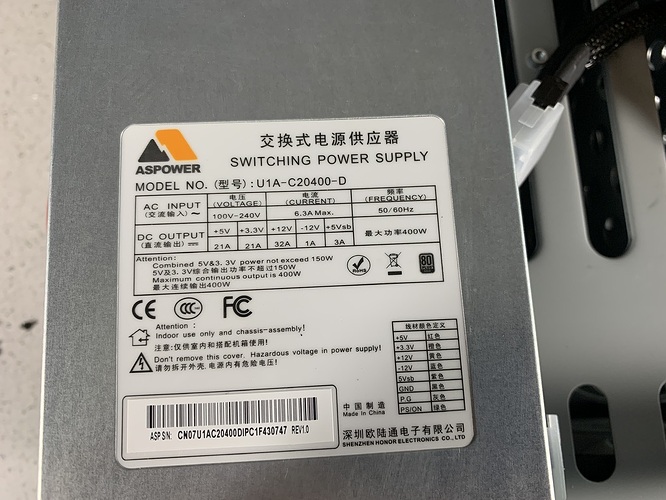 ASPOWER
交换式电源供应器
SWITCHING POWER SUPPLY
MODEL NO. (型号): U1A-C20400-D
AC INPUT (交流输入) ~ 电压 (VOLTAGE) 电流 (CURRENT) 频率 (FREQUENCY)
100V-240V 6.3A Max. 50/60Hz
DC OUTPUT (直流输出) +5V +3.3V +12V -12V +5Vsb 最大功率400W
21A 21A 32A 1A 3A
Attention:
Combined 5V&3.3V power not exceed 150W
5V及3.3V综合输出功率不超过150W
Maximum continuous output is 400W
最大连续输出400W
RoHS
80
CE CCC FC
Attention :
Indoor use only and chassis-assembly!
注意:仅供室内和搭配机箱使用!
Don't remove this cover. Hazardous voltage in power supply!
请勿拆开外壳,电源内有危险电压!
线材颜色定义
+5V 红色
+3.3V 橙色
+12V 黄色
-12V 蓝色
5Vsb 紫色
GND 黑色
P.G 灰色
PS/ON 绿色
ASP S/N: CN07U1AC20400DIPC1F430747 REV1.0
中国制造
Made In China
深圳欧陆通电子有限公司
SHENZHEN HONOR ELECTRONICS CO., LTD